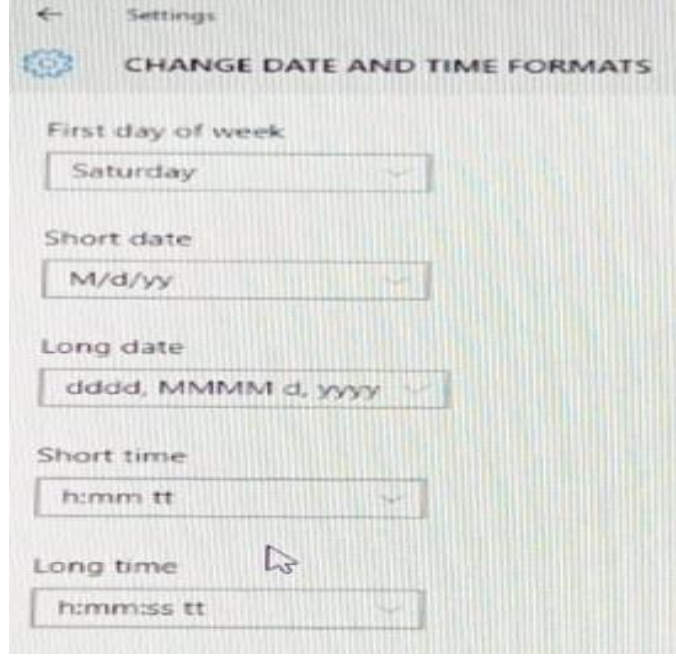 Settings
CHANGE DATE AND TIME FORMATS
First day of week
Saturday
Short date
M/d/yy
Long date
dddd, MMMM d, yyyy
Short time
h:mm tt
Long time
h:mm:ss tt